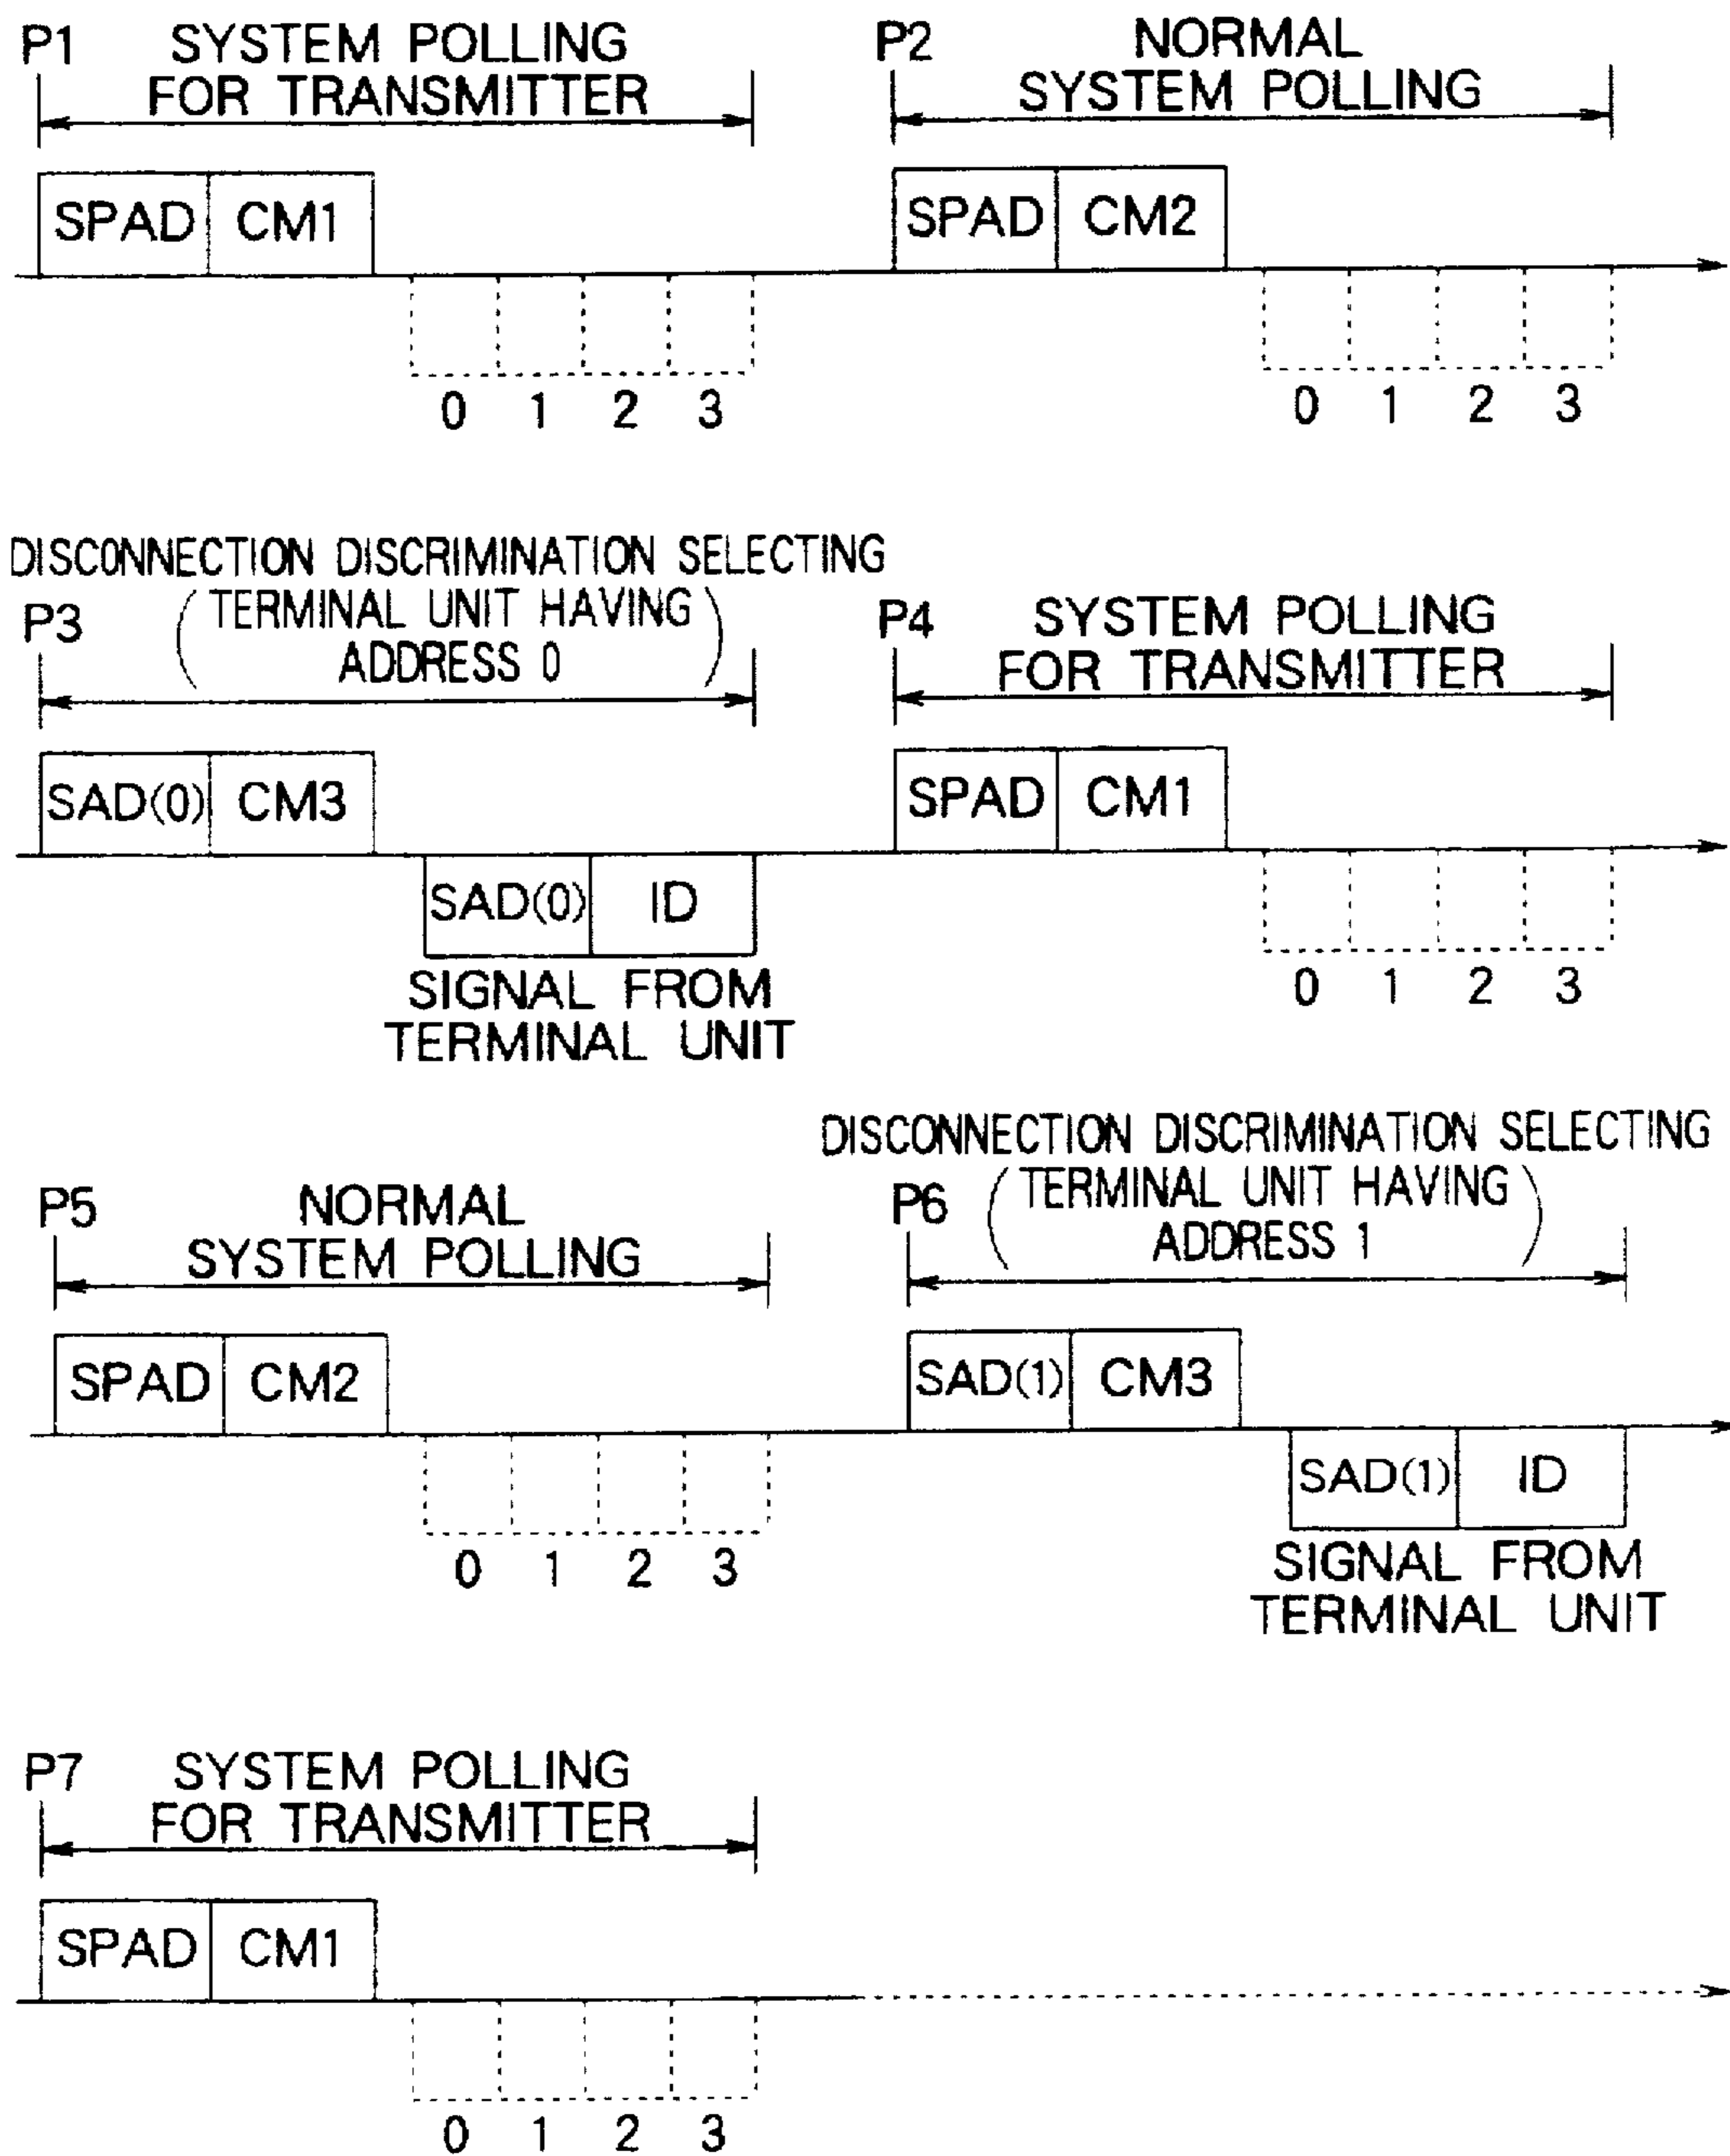 P1 SYSTEM POLLING
FOR TRANSMITTER
SPAD CM1
0 1 2 3
P2 NORMAL
SYSTEM POLLING
SPAD CM2
0 1 2 3
DISCONNECTION DISCRIMINATION SELECTING
P3 (TERMINAL UNIT HAVING
ADDRESS 0)
SAD(0) CM3
SAD(0) ID
SIGNAL FROM
TERMINAL UNIT
P4 SYSTEM POLLING
FOR TRANSMITTER
SPAD CM1
0 1 2 3
P5 NORMAL
SYSTEM POLLING
SPAD CM2
0 1 2 3
DISCONNECTION DISCRIMINATION SELECTING
P6 (TERMINAL UNIT HAVING
ADDRESS 1)
SAD(1) CM3
SAD(1) ID
SIGNAL FROM
TERMINAL UNIT
P7 SYSTEM POLLING
FOR TRANSMITTER
SPAD CM1
0 1 2 3